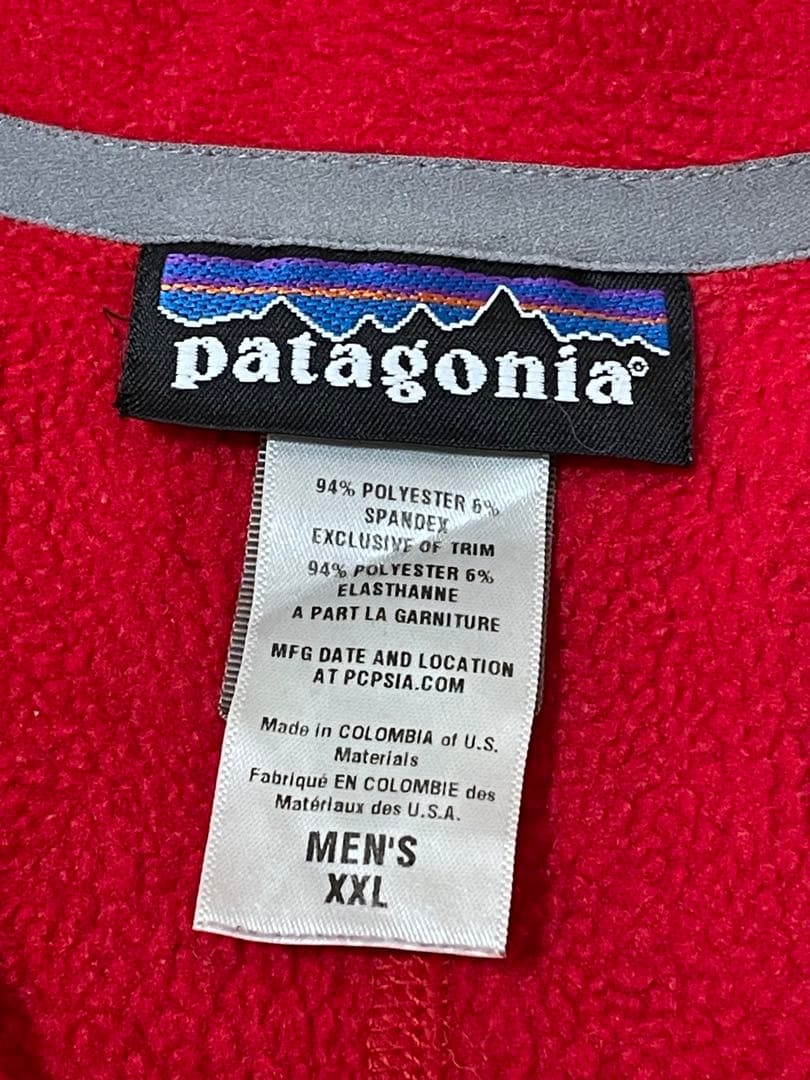 patagonia®
94% POLYESTER 6%
SPANDEX
EXCLUSIVE OF TRIM
94% POLYESTER 6%
ELASTHANNE
A PART LA GARNITURE
MFG DATE AND LOCATION
AT PCPSIA.COM
Made in COLOMBIA of U.S.
Materials
Fabriqué EN COLOMBIE des
Matériaux des U.S.A.
MEN'S
XXL